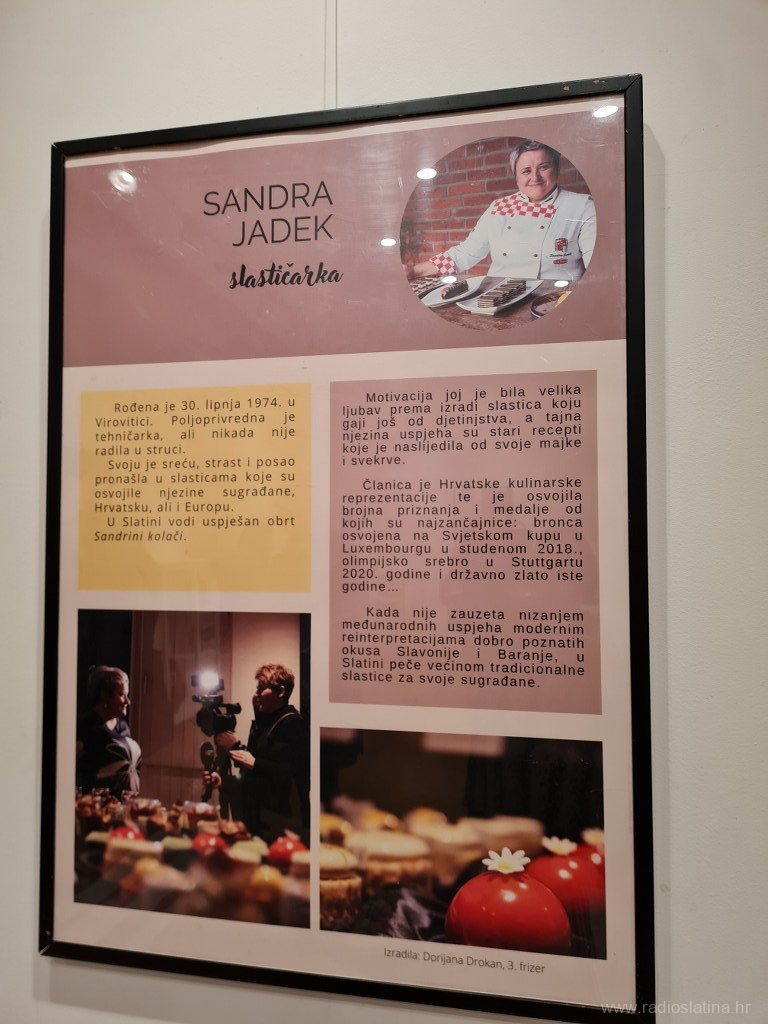 SANDRA
JADEK
slastičarka
Rođena je 30. lipnja 1974. u
Virovitici. Poljoprivredna je
tehničarka, ali nikada nije
radila u struci.
Svoju je sreću, strast i posao
pronašla u slasticama koje su
osvojile njezine sugrađane,
Hrvatsku, ali i Europu.
U Slatini vodi uspješan obrt
Sandrini kolači.
Motivacija joj je bila velika
ljubav prema izradi slastica koju
gaji još od djetinjstva, a tajna
njezina uspjeha su stari recepti
koje je naslijedila od svoje majke
i svekrve.
Članica je Hrvatske kulinarske
reprezentacije te je osvojila
brojna priznanja i medalje od
kojih su najzančajnice: bronca
osvojena na Svjetskom kupu u
Luxembourgu u studenom 2018.,
olimpijsko srebro u Stuttgartu
2020. godine i državno zlato iste
godine...
Kada nije zauzeta nizanjem
međunarodnih uspjeha modernim
reinterpretacijama dobro poznatih
okusa Slavonije i Baranje, u
Slatini peče većinom tradicionalne
slastice za svoje sugrađane.
Izradila: Dorijana Drokan, 3. frizer
www.radioslatina.hr